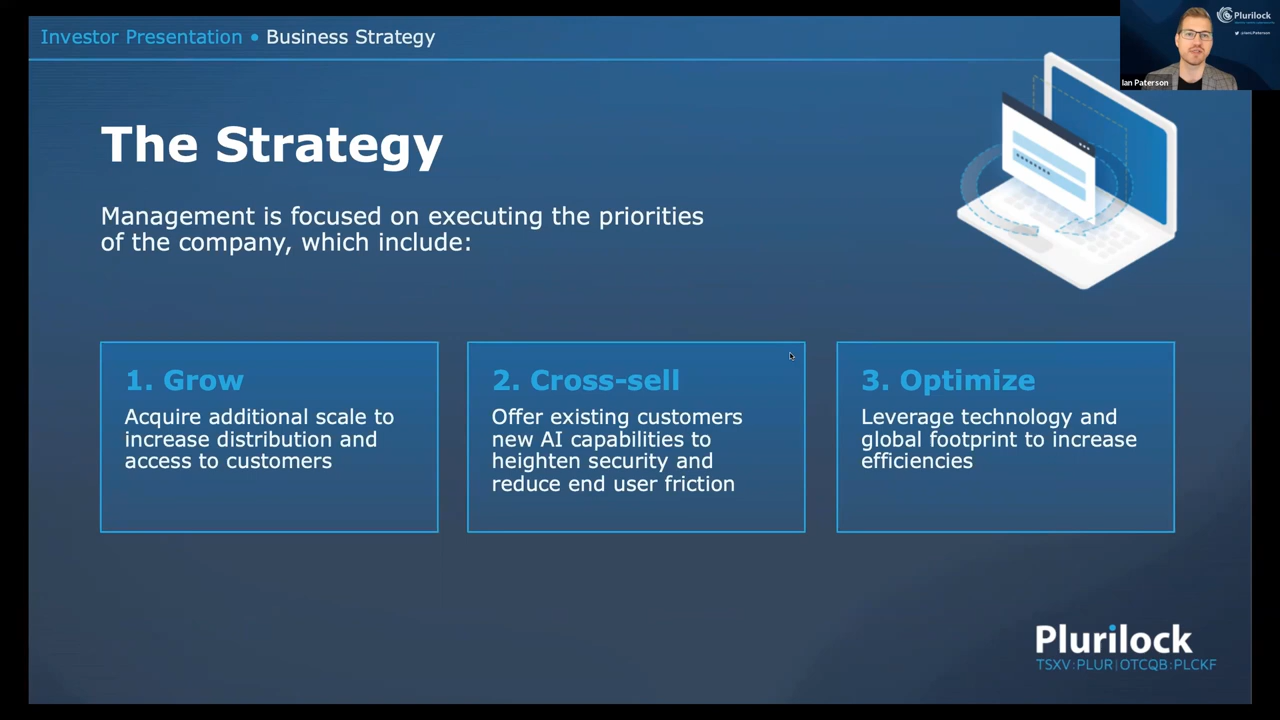 Investor Presentation • Business Strategy
Plurilock
Ian Paterson
The Strategy
Management is focused on executing the priorities
of the company, which include:
1. Grow
Acquire additional scale to
increase distribution and
access to customers
2. Cross-sell
Offer existing customers
new AI capabilities to
heighten security and
reduce end user friction
3. Optimize
Leverage technology and
global footprint to increase
efficiencies
Plurilock
TSXV:PLUR|OTCQB:PLCKF